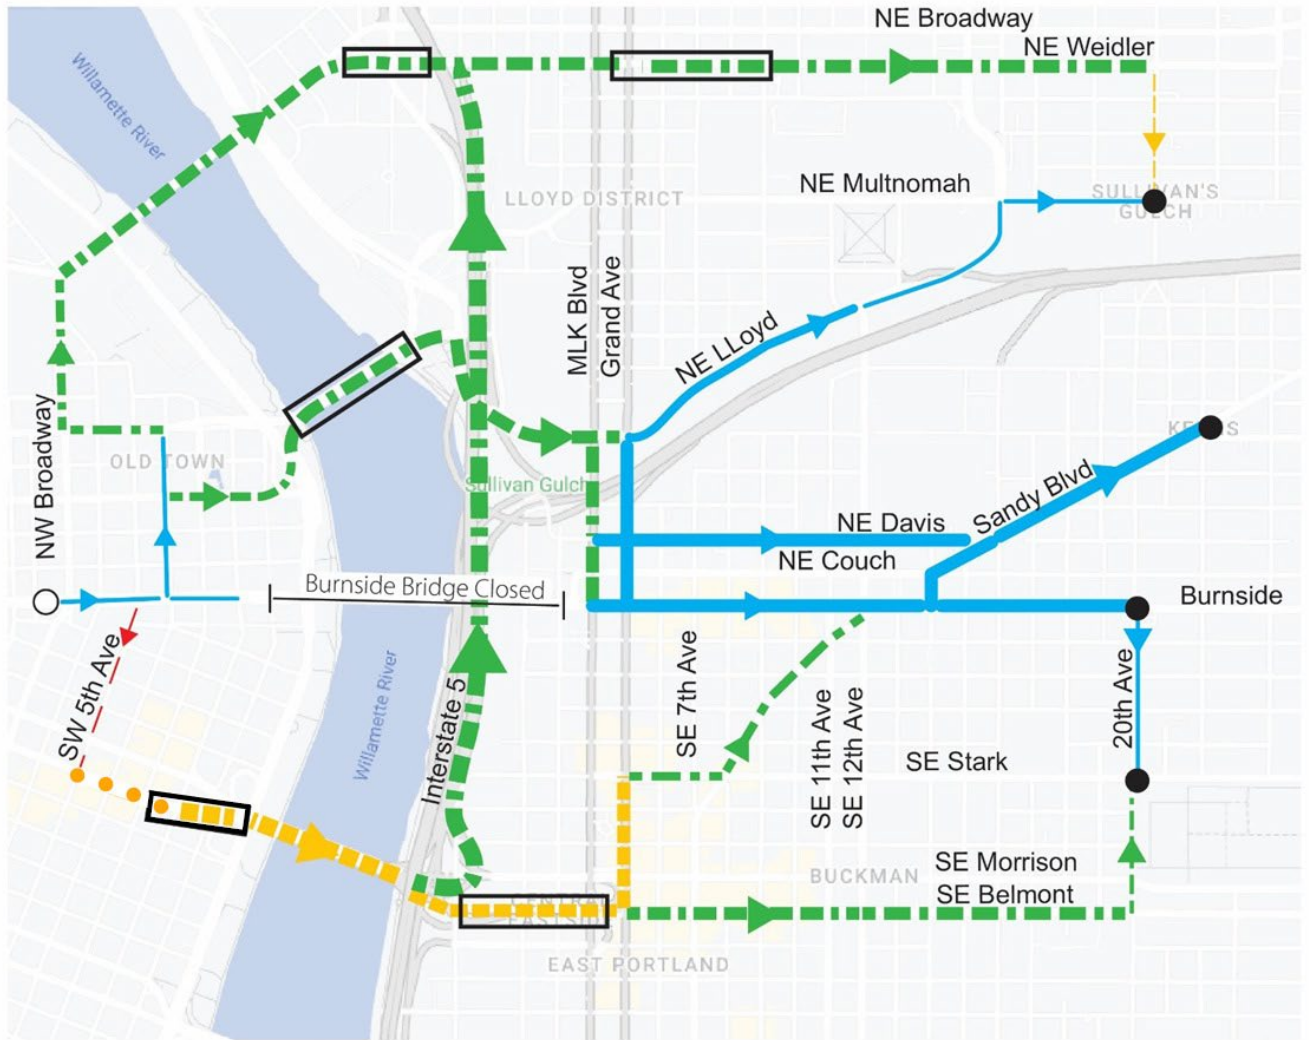 NE Broadway
NE Weidler
Willamette River
NE Multnomah
LLOYD DISTRICT
SULLIVAN'S
GULCH
MLK Blvd
Grand Ave
NE LLoyd
NW Broadway
OLD TOWN
Sullivan Gulch
Sandy Blvd
NE Davis
NE Couch
Burnside Bridge Closed
Burnside
SW 5th Ave
Willamette River
Interstate 5
SE 7th Ave
SE 11th Ave
SE 12th Ave
20th Ave
SE Stark
BUCKMAN
SE Morrison
SE Belmont
EAST PORTLAND